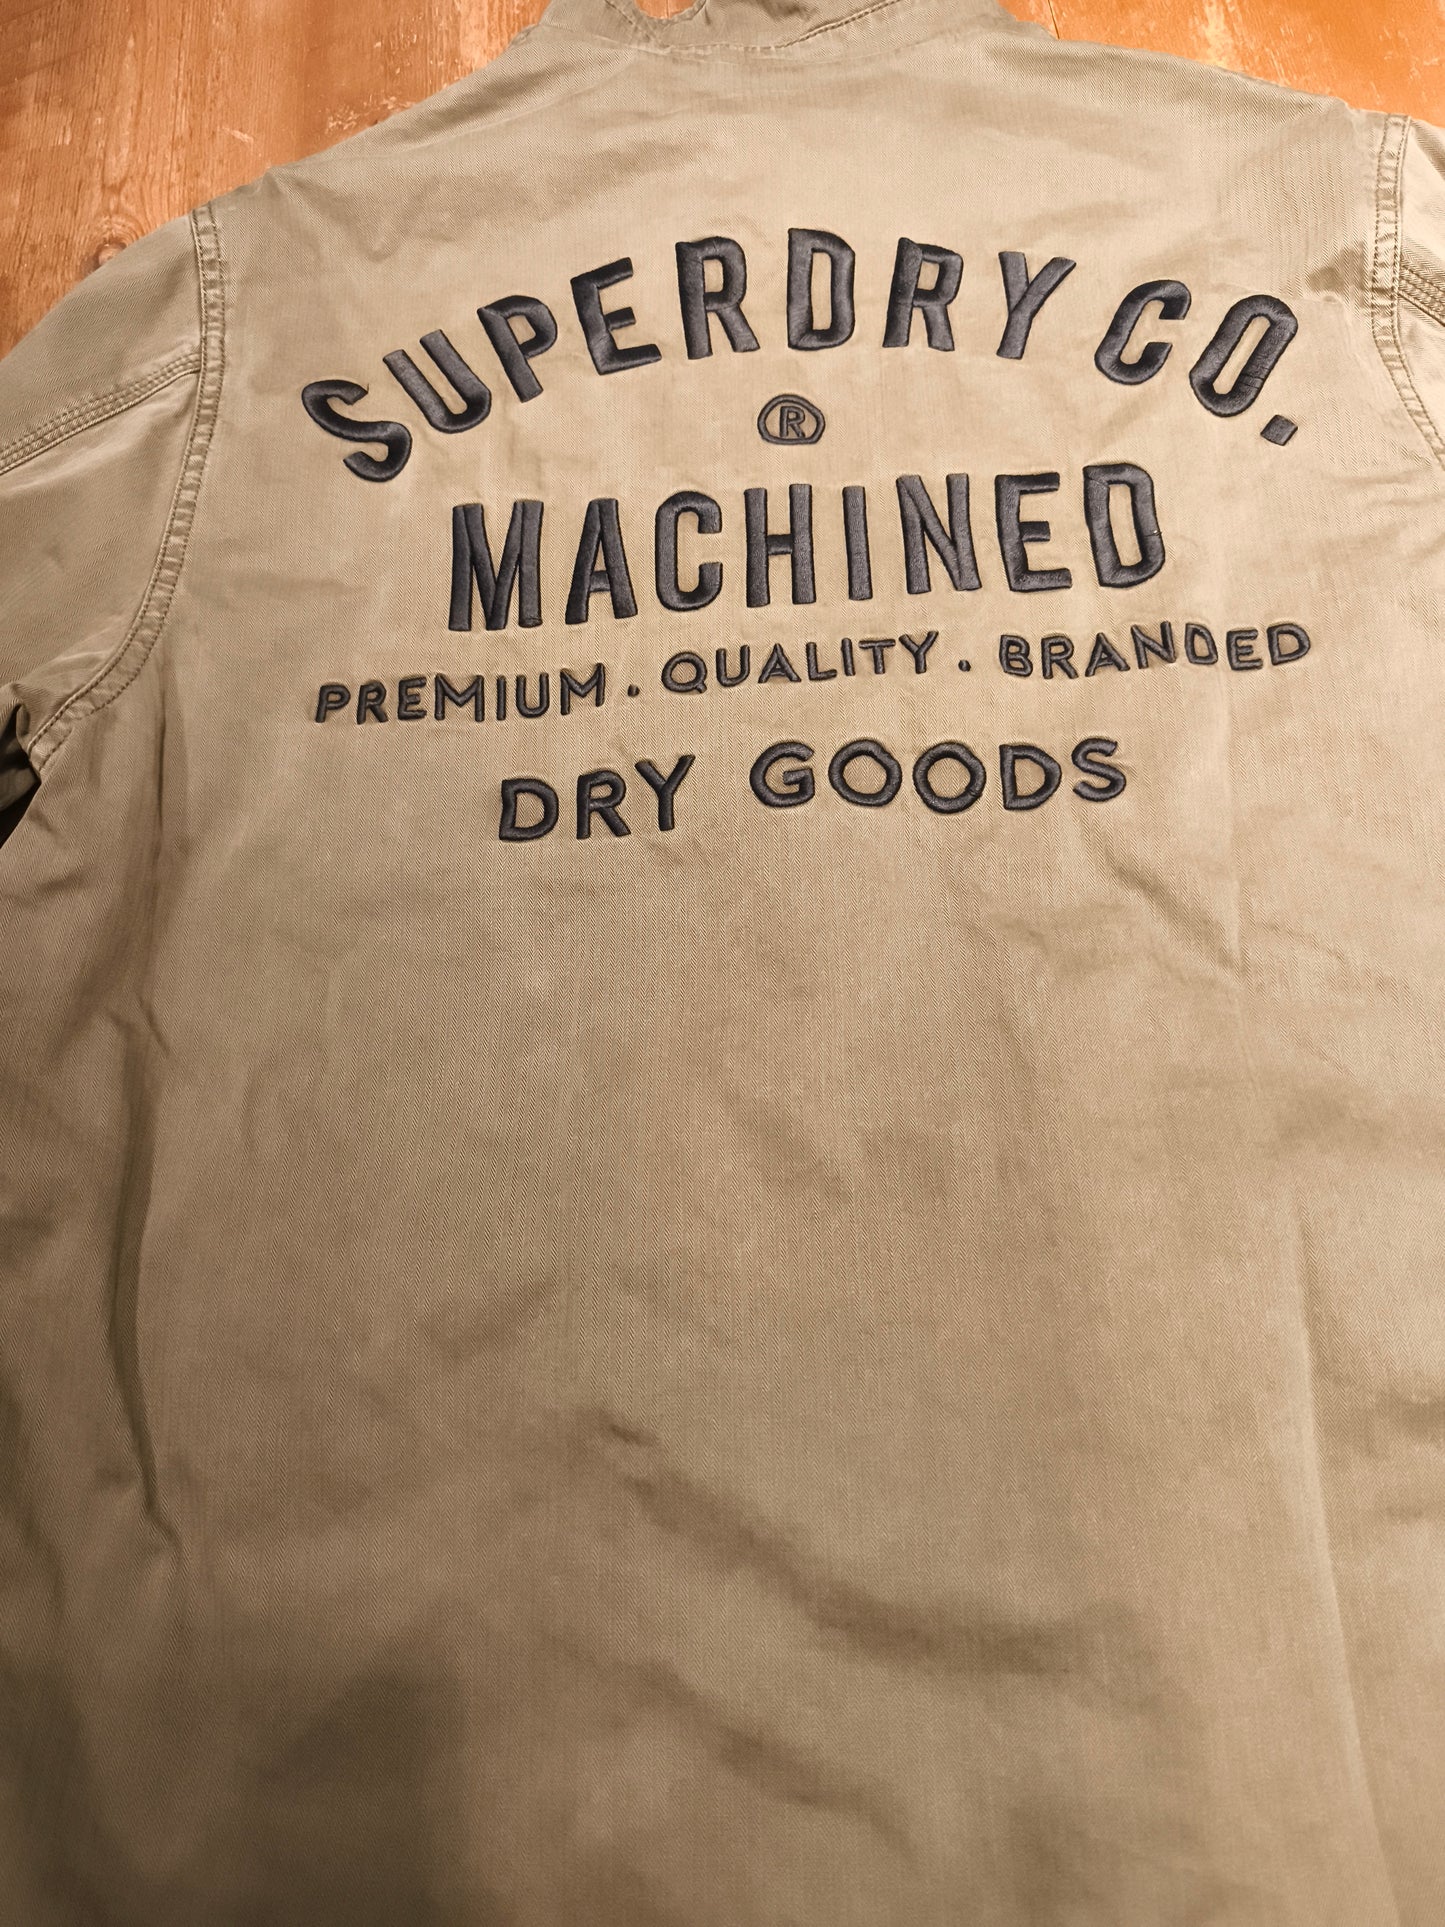 SUPERDRY CO.
®
MACHINED
PREMIUM . QUALITY . BRANDED
DRY GOODS